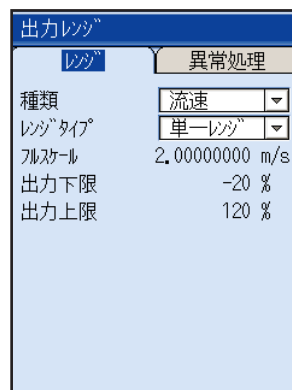 出力ﾚﾝｼﾞ
ﾚﾝｼﾞ 異常処理
種類 流速
ﾚﾝｼﾞﾀｲﾌﾟ 単一ﾚﾝｼﾞ
ﾌﾙｽｹｰﾙ 2.00000000 m/s
出力下限 -20 %
出力上限 120 %